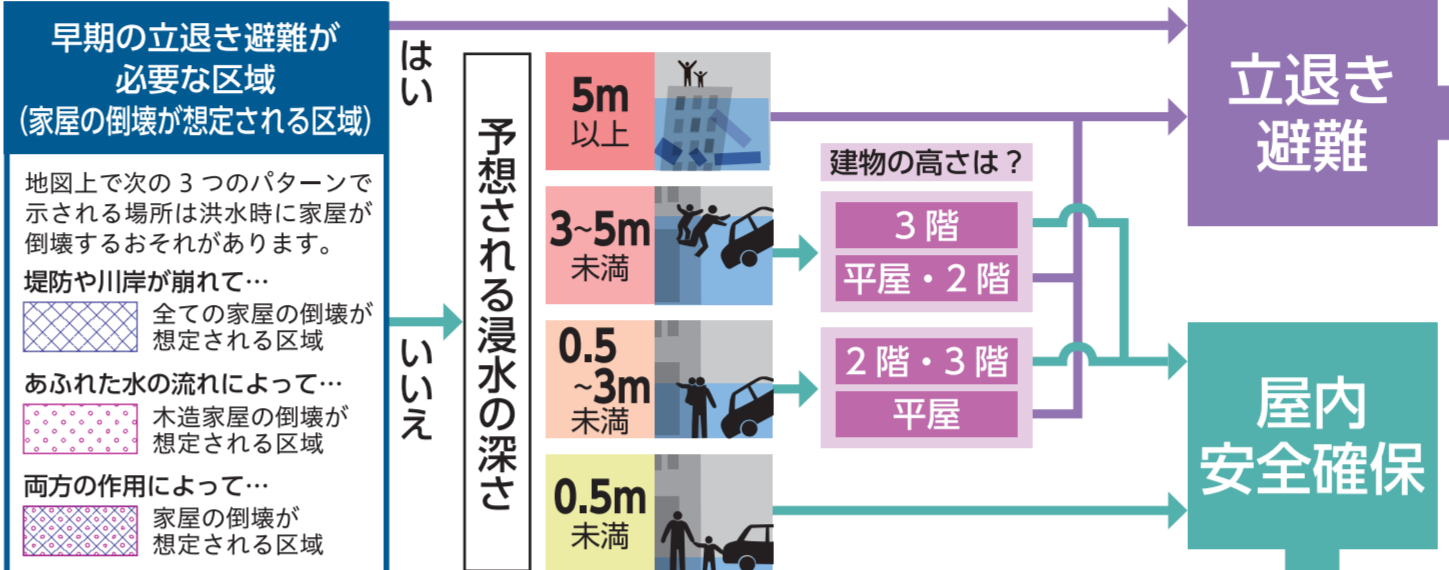 早期の立退き避難が
必要な区域
(家屋の倒壊が想定される区域)
地図上で次の3つのパターンで
示される場所は洪水時に家屋が
倒壊するおそれがあります。
堤防や川岸が崩れて…
全ての家屋の倒壊が
想定される区域
あふれた水の流れによって…
木造家屋の倒壊が
想定される区域
両方の作用によって…
家屋の倒壊が
想定される区域
はい
いいえ
予想される浸水の深さ
5m
以上
3~5m
未満
0.5
~3m
未満
0.5m
未満
建物の高さは？
3階
平屋・2階
2階・3階
平屋
立退き
避難
屋内
安全確保